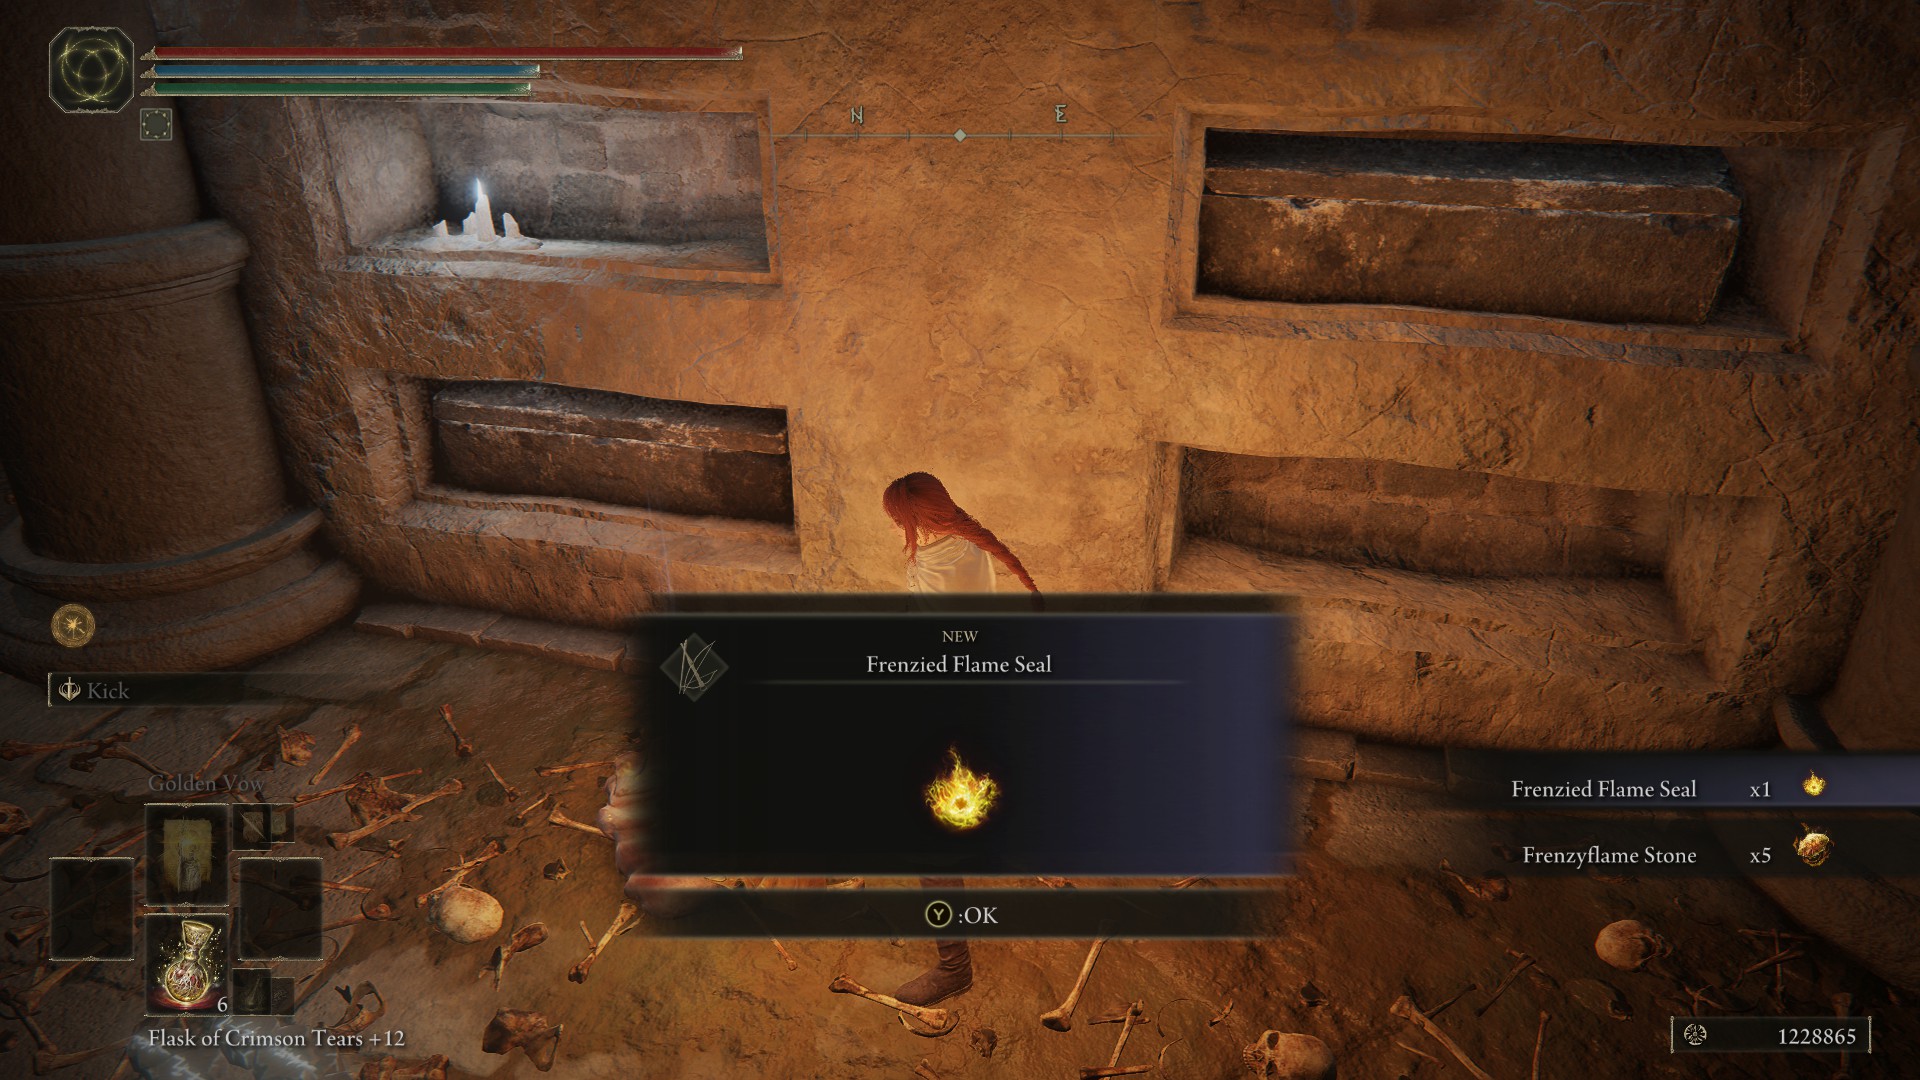 N
E
Kick
Golden Vow
6
Flask of Crimson Tears +12
NEW
Frenzied Flame Seal
Y :OK
Frenzied Flame Seal x1
Frenzyflame Stone x5
1228865